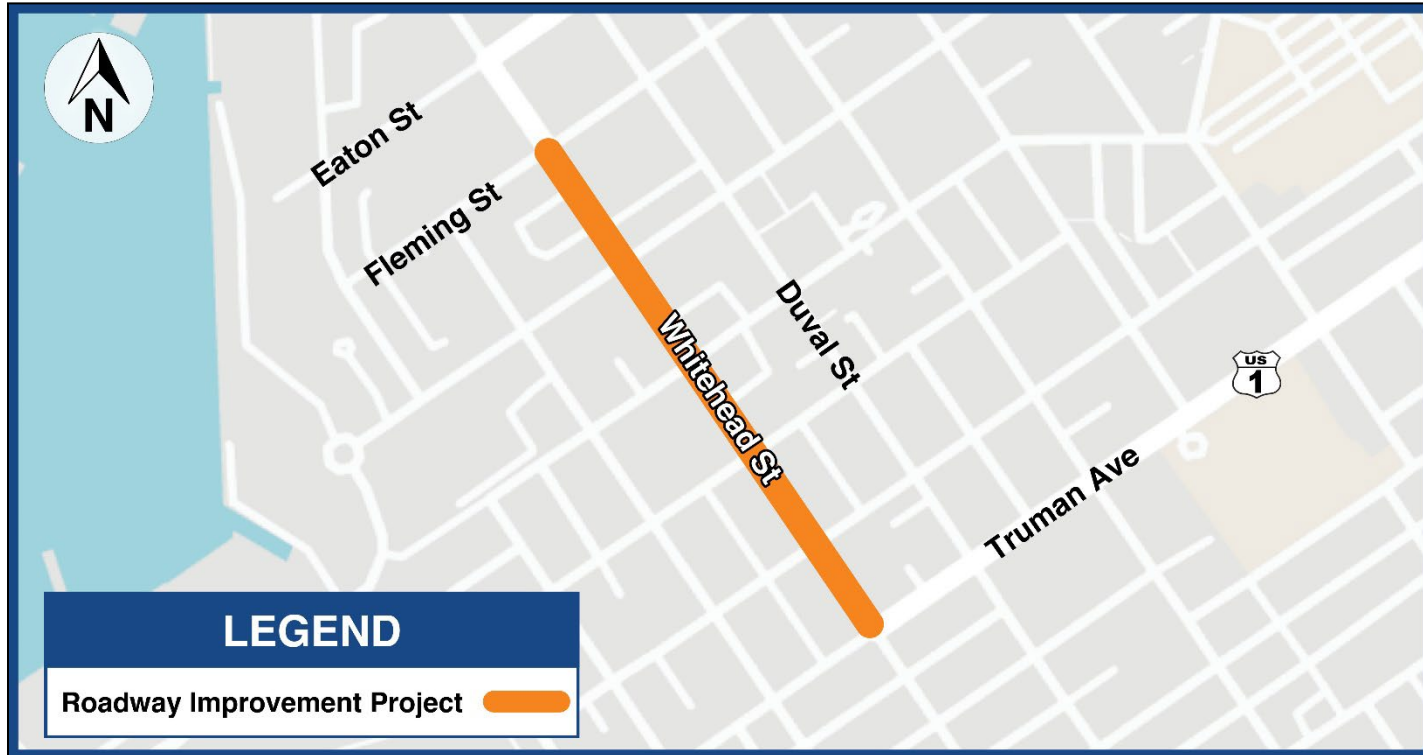 N
Eaton St
Fleming St
Whitehead St
Duval St
US
1
Truman Ave
LEGEND
Roadway Improvement Project